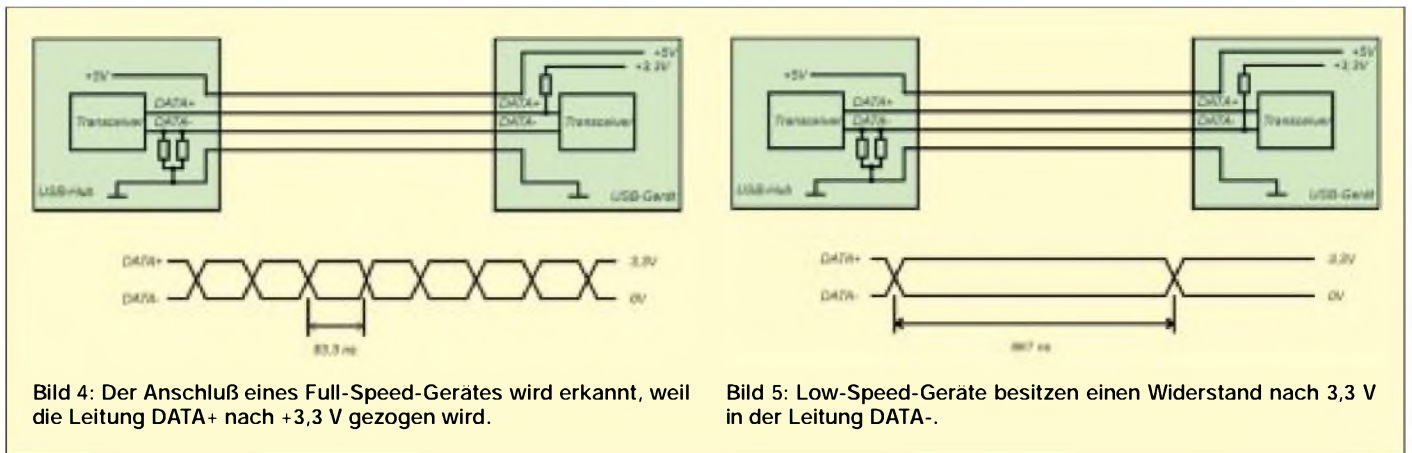 +5V
+3,3V
+5V
DATA+
DATA+
Transceiver
DATA-
DATA-
Transceiver
USB-Hub
USB-Gerät
DATA+
3,3V
DATA-
0V
83,3 ns
Bild 4: Der Anschluß eines Full-Speed-Gerätes wird erkannt, weil
die Leitung DATA+ nach +3,3 V gezogen wird.
+5V
+3,3V
+5V
DATA+
DATA+
Transceiver
DATA-
DATA-
Transceiver
USB-Hub
USB-Gerät
DATA+
3,3V
DATA-
0V
667 ns
Bild 5: Low-Speed-Geräte besitzen einen Widerstand nach 3,3 V
in der Leitung DATA-.